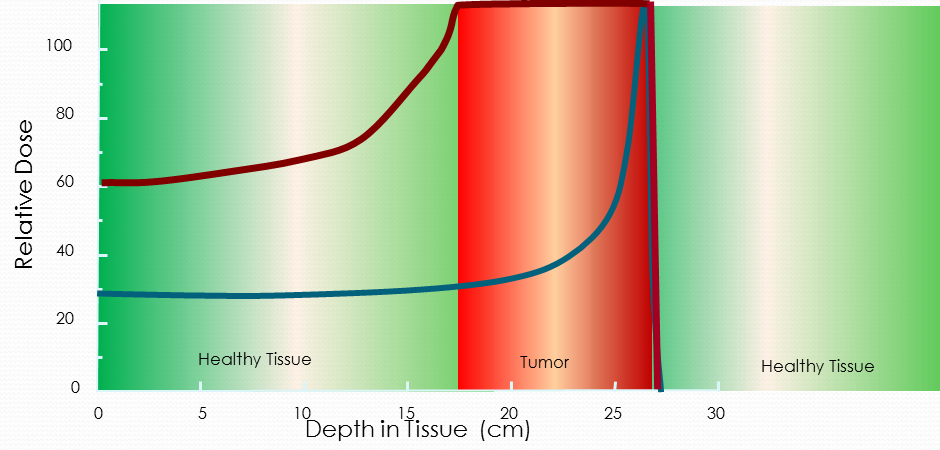 100
80
60
40
20
0
Relative Dose
Healthy Tissue
Tumor
Healthy Tissue
0 5 10 15 20 25 30
Depth in Tissue (cm)